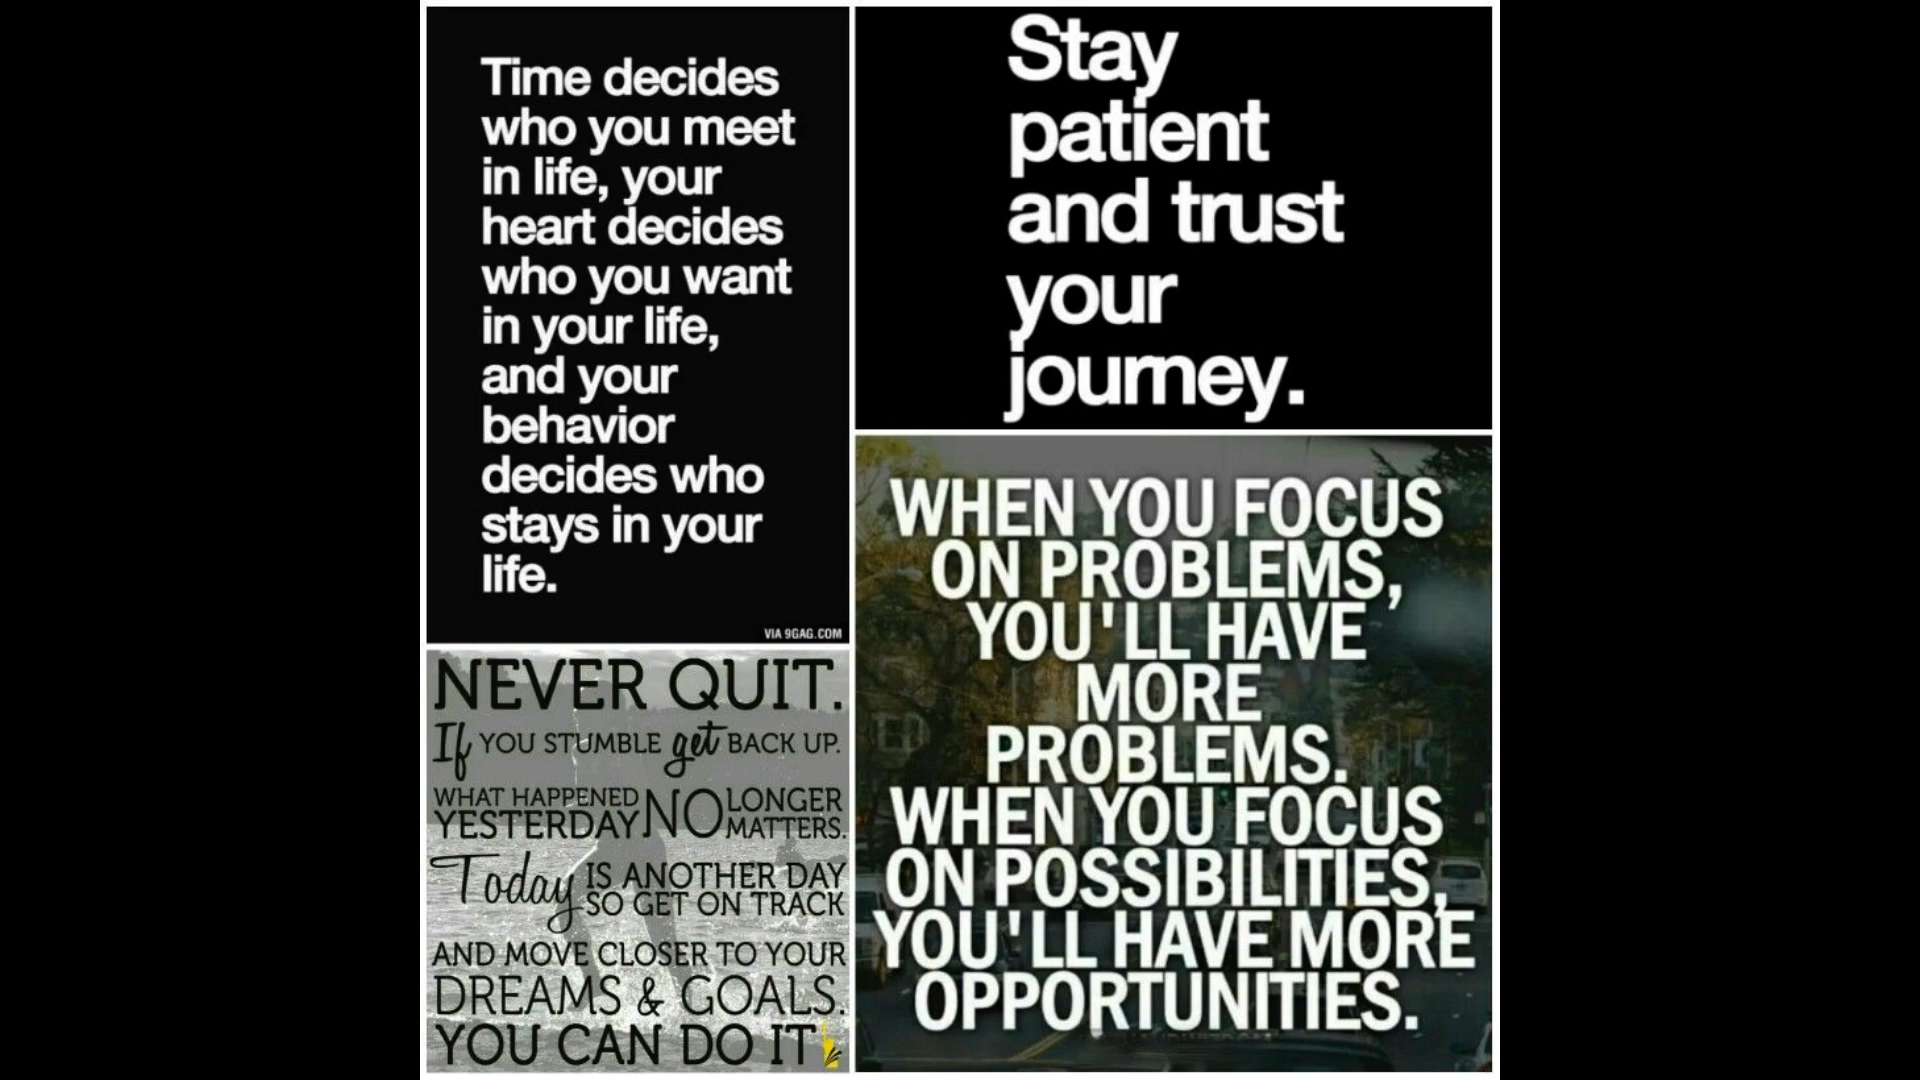 Time decides
who you meet
in life, your
heart decides
who you want
in your life,
and your
behavior
decides who
stays in your
life.
VIA 9GAG.COM
Stay
patient
and trust
your
journey.
NEVER QUIT.
If YOU STUMBLE get BACK UP.
WHAT HAPPENED
YESTERDAY NO LONGER
MATTERS.
Today IS ANOTHER DAY
SO GET ON TRACK
AND MOVE CLOSER TO YOUR
DREAMS & GOALS.
YOU CAN DO IT
WHEN YOU FOCUS
ON PROBLEMS,
YOU'LL HAVE
MORE
PROBLEMS.
WHEN YOU FOCUS
ON POSSIBILITIES,
YOU'LL HAVE MORE
OPPORTUNITIES.